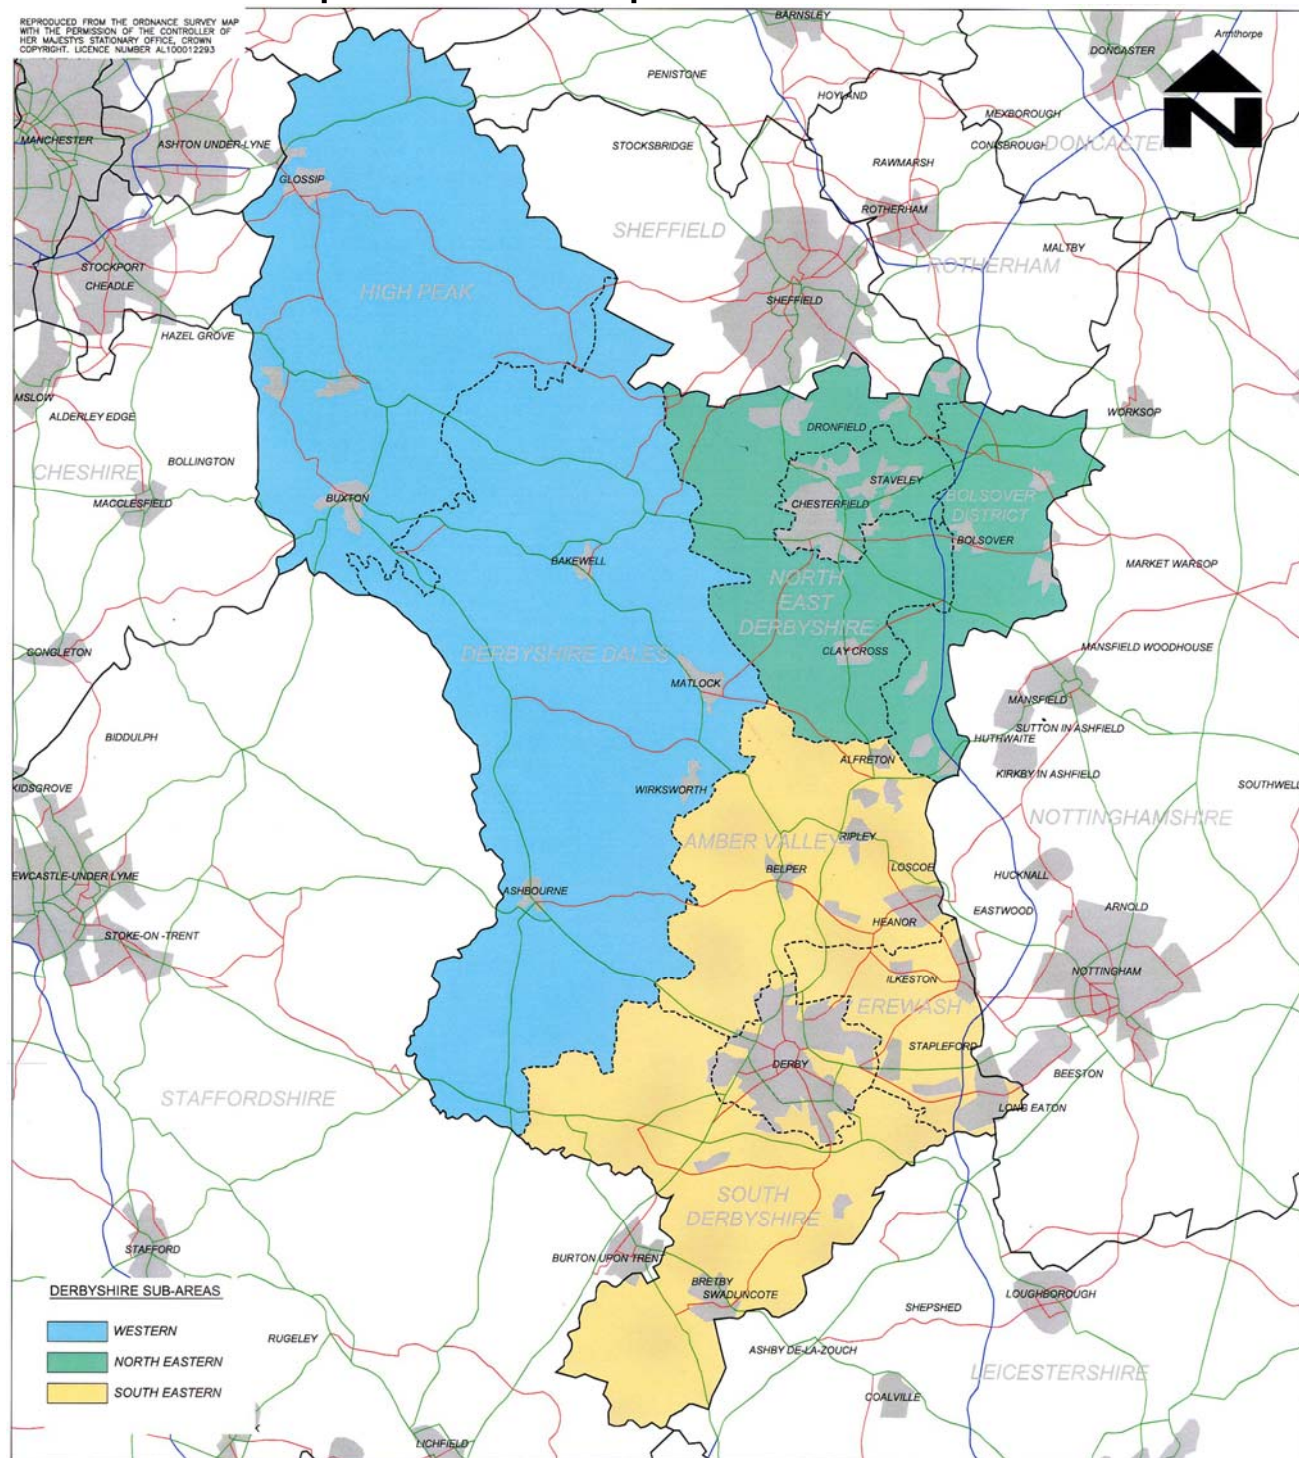 REPRODUCED FROM THE ORDNANCE SURVEY MAP
WITH THE PERMISSION OF THE CONTROLLER OF
HER MAJESTYS STATIONARY OFFICE, CROWN
COPYRIGHT. LICENCE NUMBER AL100012293
BARNSLEY
Armthorpe
DONCASTER
PENISTONE
HOYLAND
N
MEXBOROUGH
MANCHESTER
ASHTON UNDER-LYNE
STOCKSBRIDGE
CONISBROUGH
DONCASTER
RAWMARSH
GLOSSIP
ROTHERHAM
SHEFFIELD
MALTBY
STOCKPORT
ROTHERHAM
CHEADLE
HIGH PEAK
SHEFFIELD
HAZEL GROVE
MSLOW
ALDERLEY EDGE
WORKSOP
DRONFIELD
BOLLINGTON
CHESHIRE
STAVELEY
MACCLESFIELD
BUXTON
CHESTERFIELD
BOLSOVER
DISTRICT
BOLSOVER
BAKEWELL
MARKET WARSOP
NORTH
EAST
DERBYSHIRE
CONGLETON
DERBYSHIRE DALES
CLAY CROSS
MANSFIELD WOODHOUSE
MATLOCK
MANSFIELD
SUTTON IN ASHFIELD
BIDDULPH
HUTHWAITE
ALFRETON
KIRKBY IN ASHFIELD
KIDSGROVE
WIRKSWORTH
SOUTHWELL
NOTTINGHAMSHIRE
AMBER VALLEY
RIPLEY
BELPER
LOSCOE
HUCKNALL
EWCASTLE-UNDER LYME
ASHBOURNE
EASTWOOD
ARNOLD
HEANOR
STOKE-ON -TRENT
NOTTINGHAM
ILKESTON
EREWASH
STAPLEFORD
DERBY
BEESTON
STAFFORDSHIRE
LONG EATON
SOUTH
DERBYSHIRE
STAFFORD
BURTON UPON TRENT
BRETBY
SWADLINCOTE
DERBYSHIRE SUB-AREAS
LOUGHBOROUGH
SHEPSHED
WESTERN
RUGELEY
ASHBY DE-LA-ZOUCH
NORTH EASTERN
LEICESTERSHIRE
SOUTH EASTERN
COALVILLE
LICHFIELD